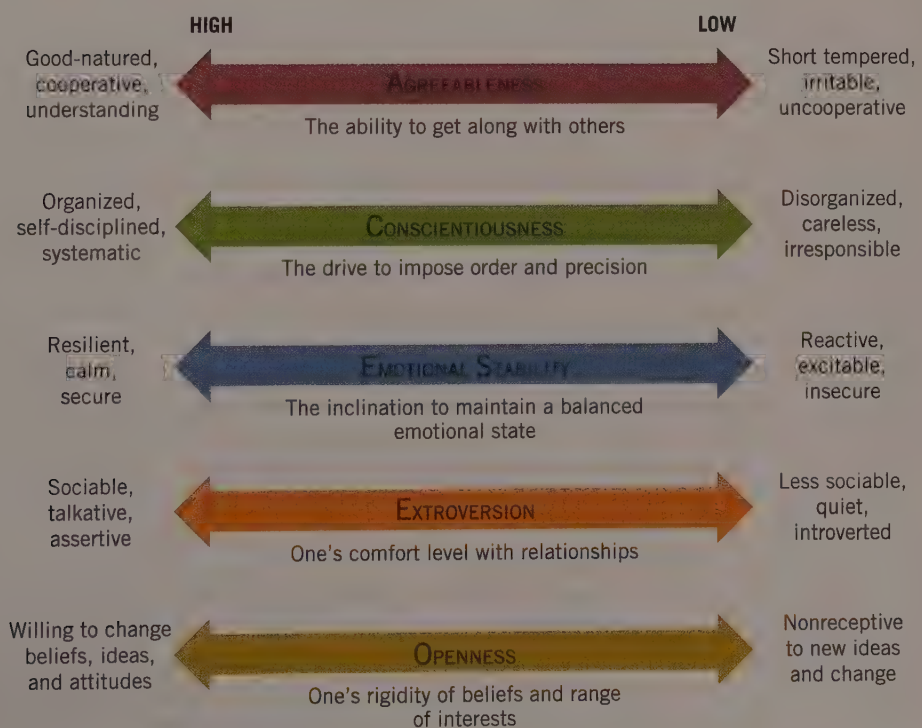 HIGH
LOW
Good-natured,
cooperative,
understanding
AGREEABLENESS
The ability to get along with others
Short tempered,
irritable,
uncooperative
Organized,
self-disciplined,
systematic
CONSCIENTIOUSNESS
The drive to impose order and precision
Disorganized,
careless,
irresponsible
Resilient,
calm,
secure
EMOTIONAL STABILITY
The inclination to maintain a balanced
emotional state
Reactive,
excitable,
insecure
Sociable,
talkative,
assertive
EXTROVERSION
One's comfort level with relationships
Less sociable,
quiet,
introverted
Willing to change
beliefs, ideas,
and attitudes
OPENNESS
One's rigidity of beliefs and range
of interests
Nonreceptive
to new ideas
and change